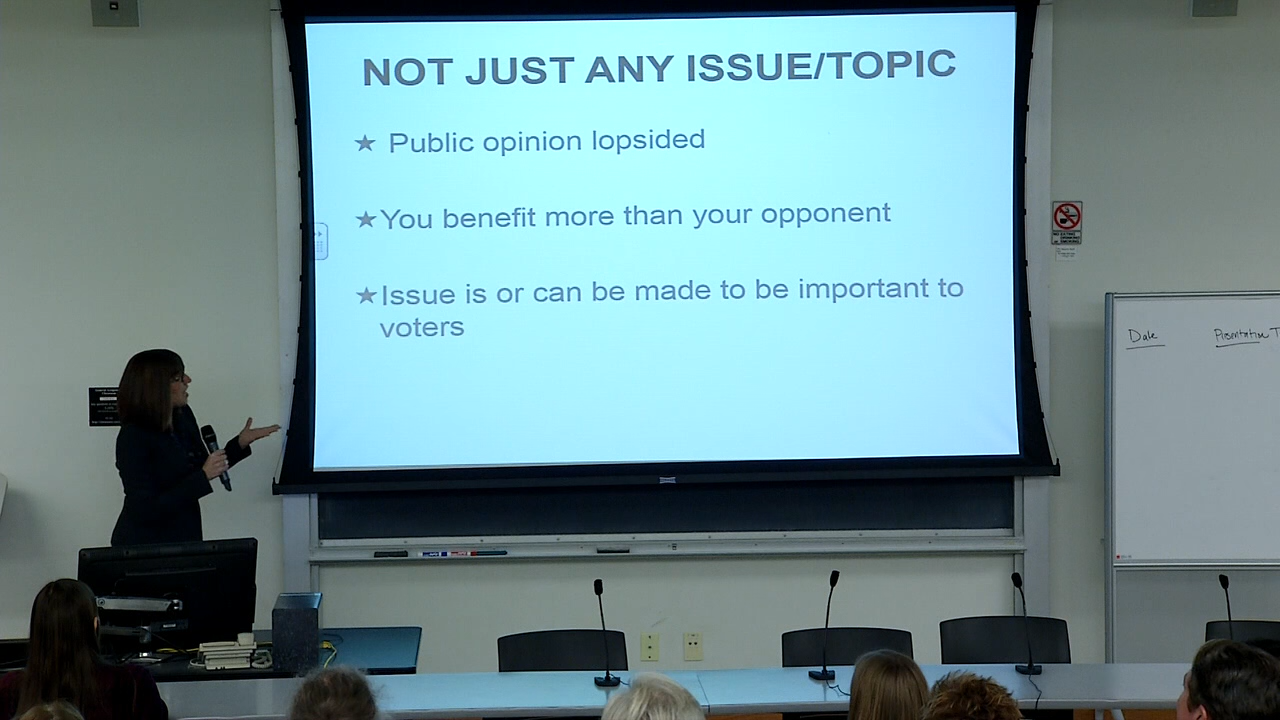 NOT JUST ANY ISSUE/TOPIC
★ Public opinion lopsided
★ You benefit more than your opponent
★ Issue is or can be made to be important to
voters
Date